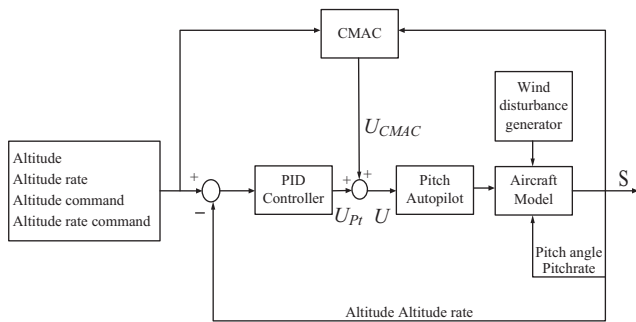 CMAC
Wind
disturbance
generator
U_CMAC
Altitude
Altitude rate
Altitude command
Altitude rate command
+
−
PID
Controller
+
+
U_Pt
U
Pitch
Autopilot
Aircraft
Model
S
Pitch angle
Pitchrate
Altitude Altitude rate